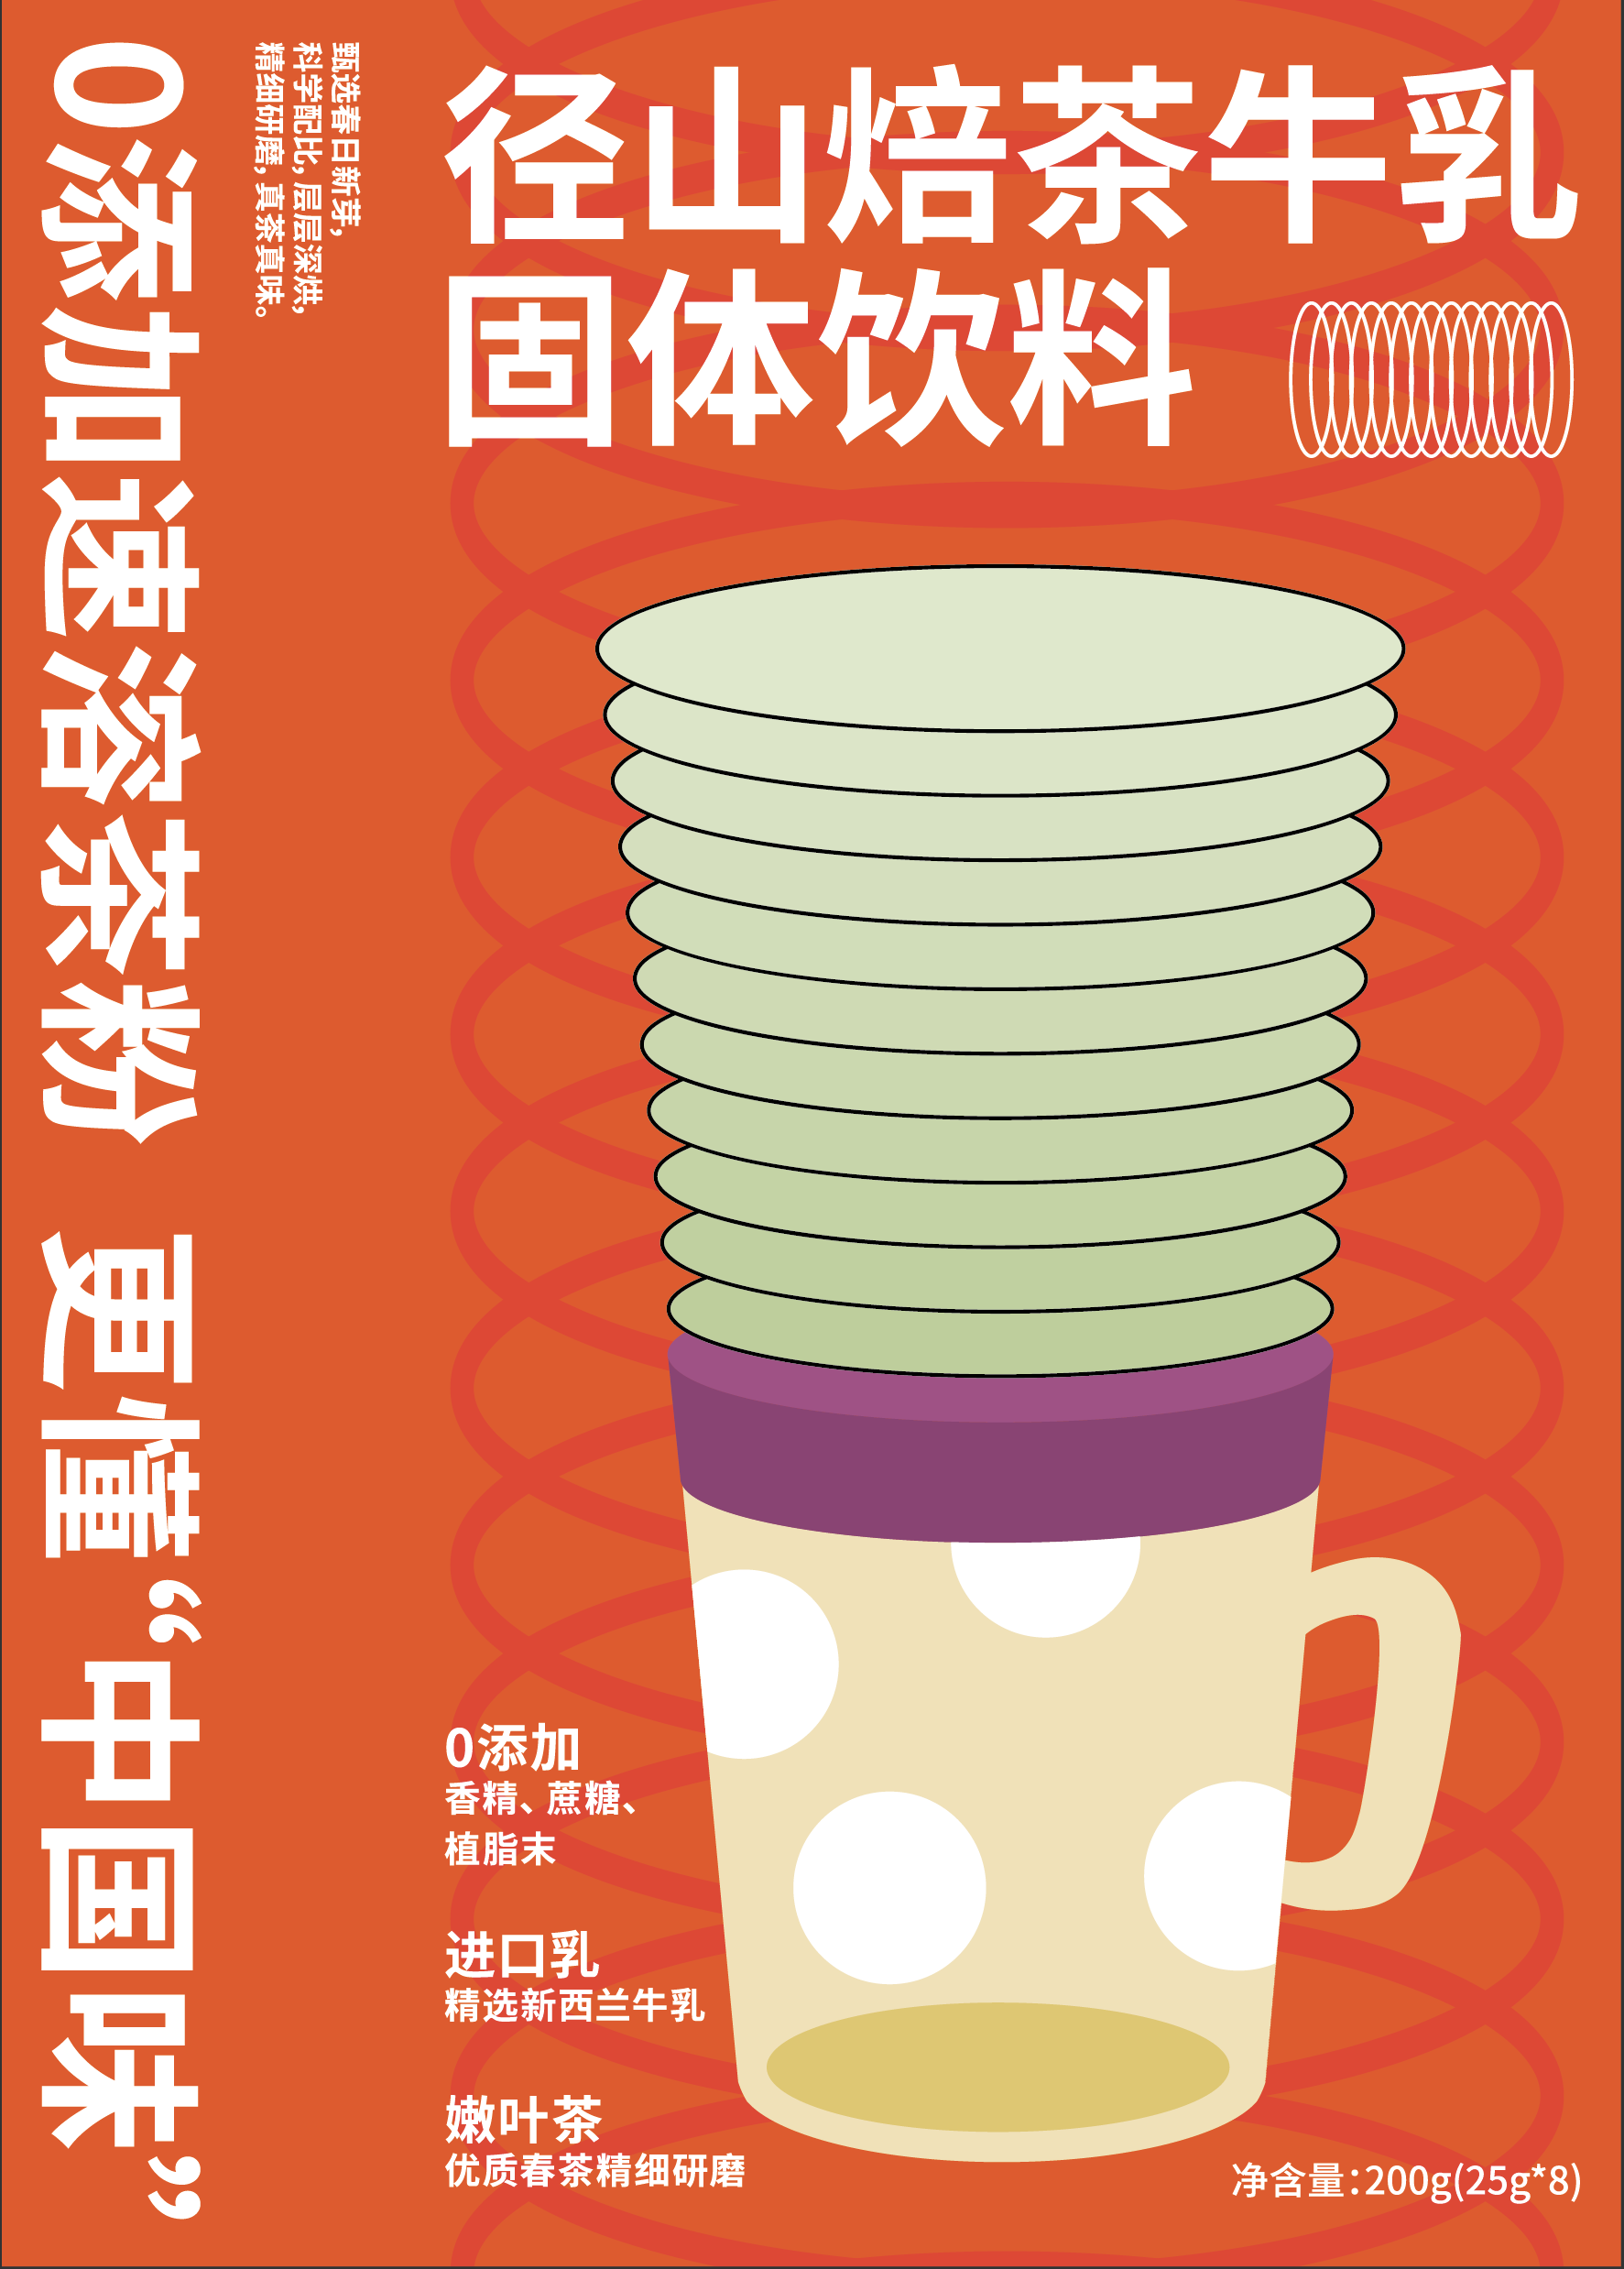 径山焙茶牛乳
固体饮料
甄选春日新芽，
科学配比，层层深烘，
精细研磨，真茶真味。
0添加速溶茶粉 更懂“中国味”
0添加
香精、蔗糖、
植脂末
进口乳
精选新西兰牛乳
嫩叶茶
优质春茶精细研磨
净含量：200g(25g*8)